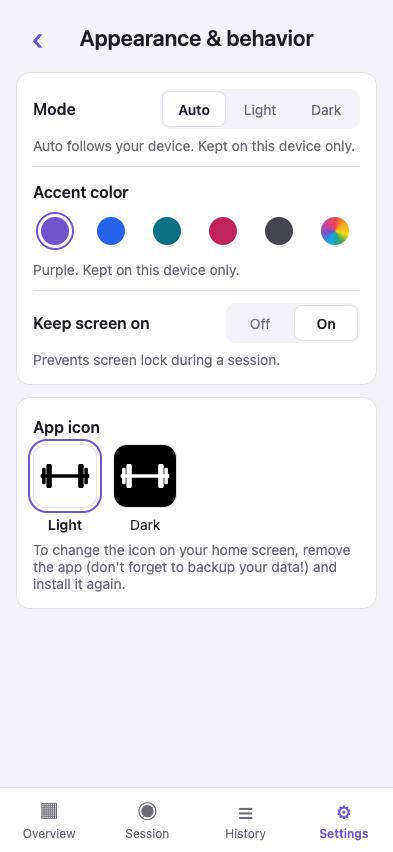 Appearance & behavior
Mode
Auto Light Dark
Auto follows your device. Kept on this device only.
Accent color
Purple. Kept on this device only.
Keep screen on
Off On
Prevents screen lock during a session.
App icon
Light Dark
To change the icon on your home screen, remove
the app (don't forget to backup your data!) and
install it again.
Overview Session History Settings